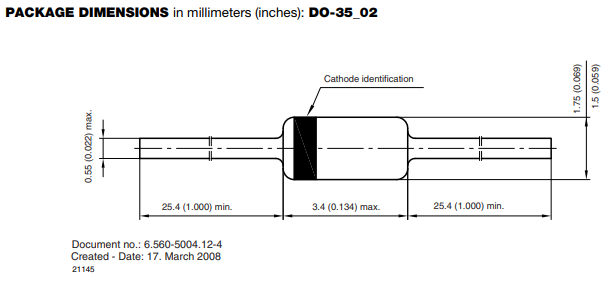 PACKAGE DIMENSIONS in millimeters (inches): DO-35_02
Cathode identification
0.55 (0.022) max.
1.75 (0.069)
1.5 (0.059)
25.4 (1.000) min.
3.4 (0.134) max.
25.4 (1.000) min.
Document no.: 6.560-5004.12-4
Created - Date: 17. March 2008
21145